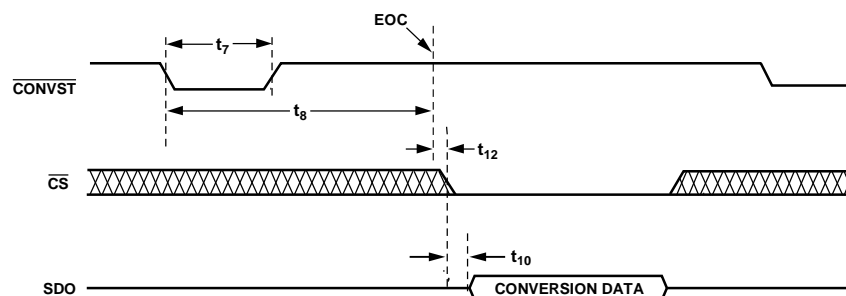 EOC
t7
CONVST
t8
t12
CS
t10
SDO
CONVERSION DATA